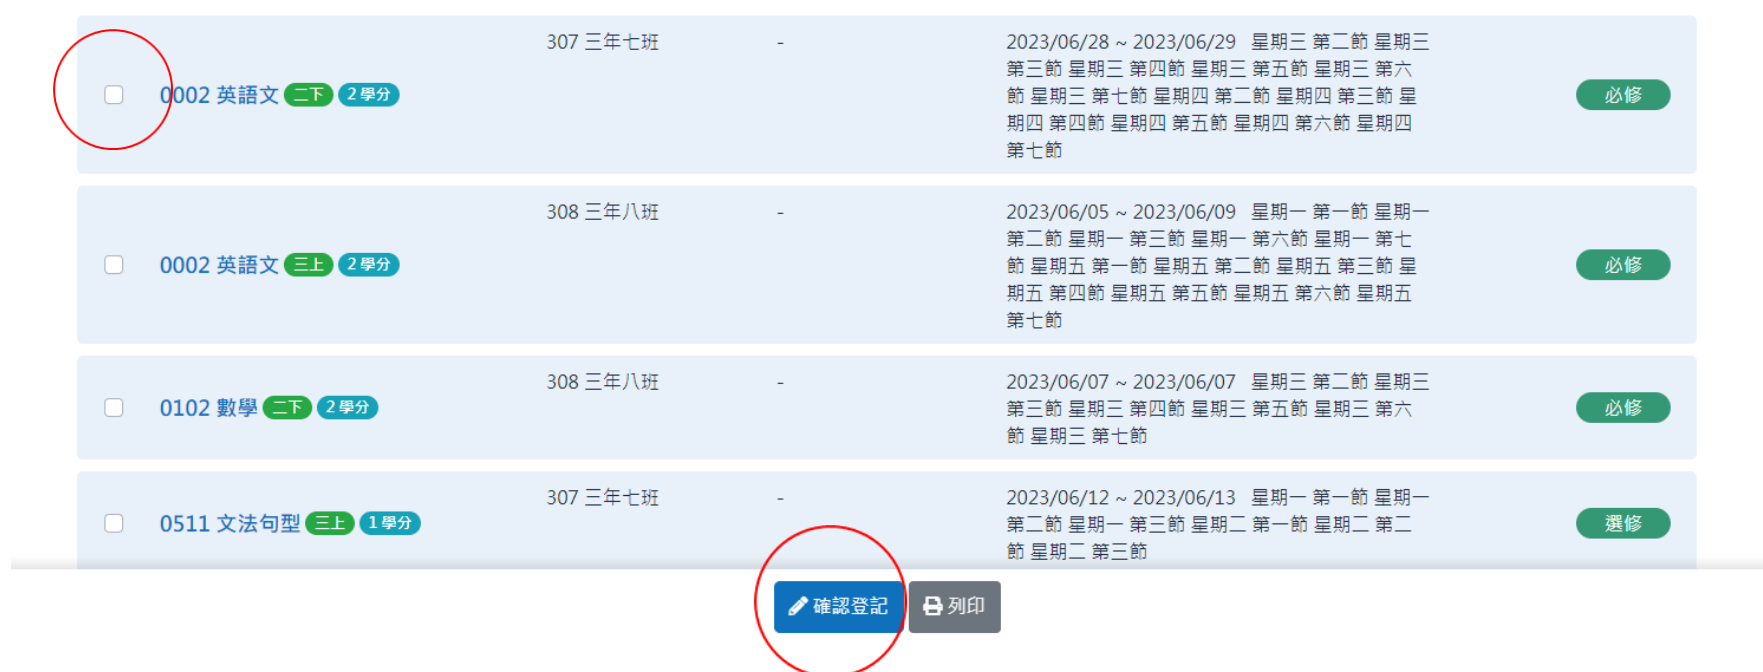 307 三年七班 - 2023/06/28 ~ 2023/06/29 星期三 第二節 星期三
第三節 星期三 第四節 星期三 第五節 星期三 第六
0002 英語文 二下 2 學分 節 星期三 第七節 星期四 第二節 星期四 第三節 星 必修
期四 第四節 星期四 第五節 星期四 第六節 星期四
第七節
308 三年八班 - 2023/06/05 ~ 2023/06/09 星期一 第一節 星期一
第二節 星期一 第三節 星期一 第六節 星期一 第七
0002 英語文 三上 2 學分 節 星期五 第一節 星期五 第二節 星期五 第三節 星 必修
期五 第四節 星期五 第五節 星期五 第六節 星期五
第七節
308 三年八班 - 2023/06/07 ~ 2023/06/07 星期三 第二節 星期三
0102 數學 二下 2 學分 第三節 星期三 第四節 星期三 第五節 星期三 第六 必修
節 星期三 第七節
307 三年七班 - 2023/06/12 ~ 2023/06/13 星期一 第一節 星期一
0511 文法句型 三上 1 學分 第二節 星期一 第三節 星期二 第一節 星期二 第二 選修
節 星期二 第三節
確認登記 列印